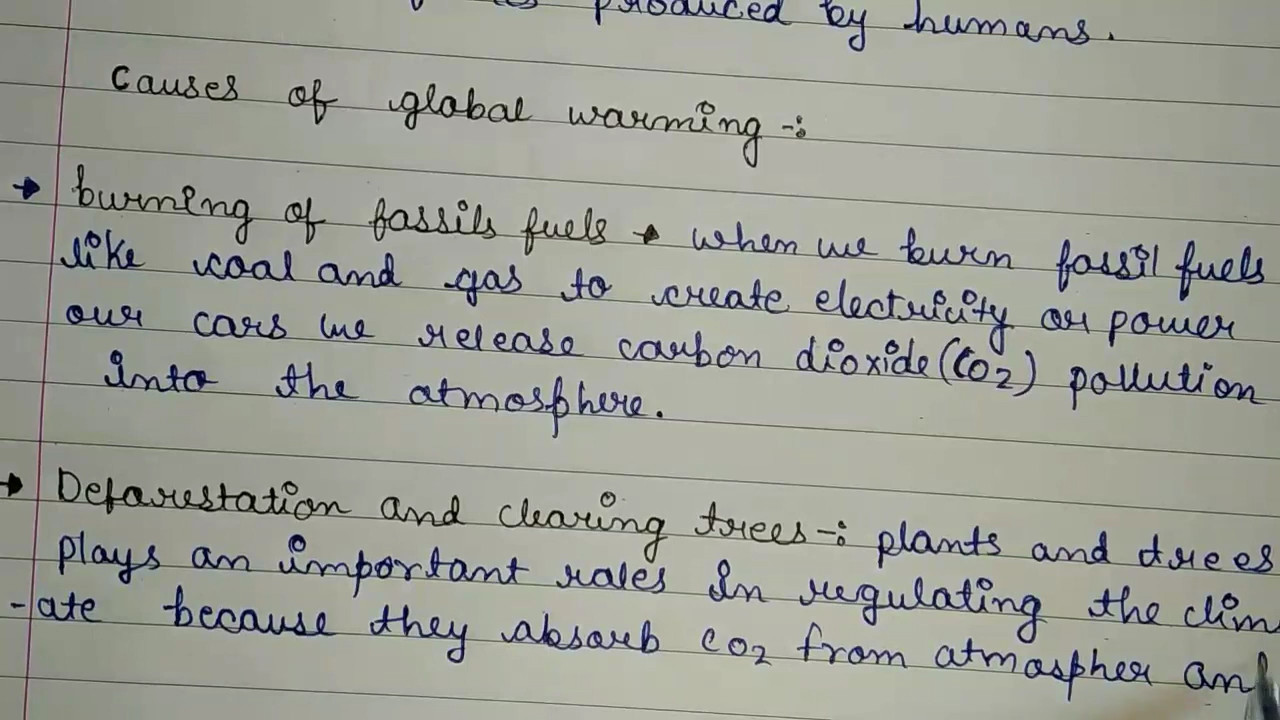 produced by humans.
Causes of global warming -:
→ burning of fossils fuels → when we burn fossil fuels
like coal and gas to create electricity or power
our cars we release carbon dioxide (CO2) pollution
into the atmosphere.
→ Deforestation and clearing trees -: plants and trees
plays an important roles in regulating the clim
-ate because they absorb CO2 from atmospher an